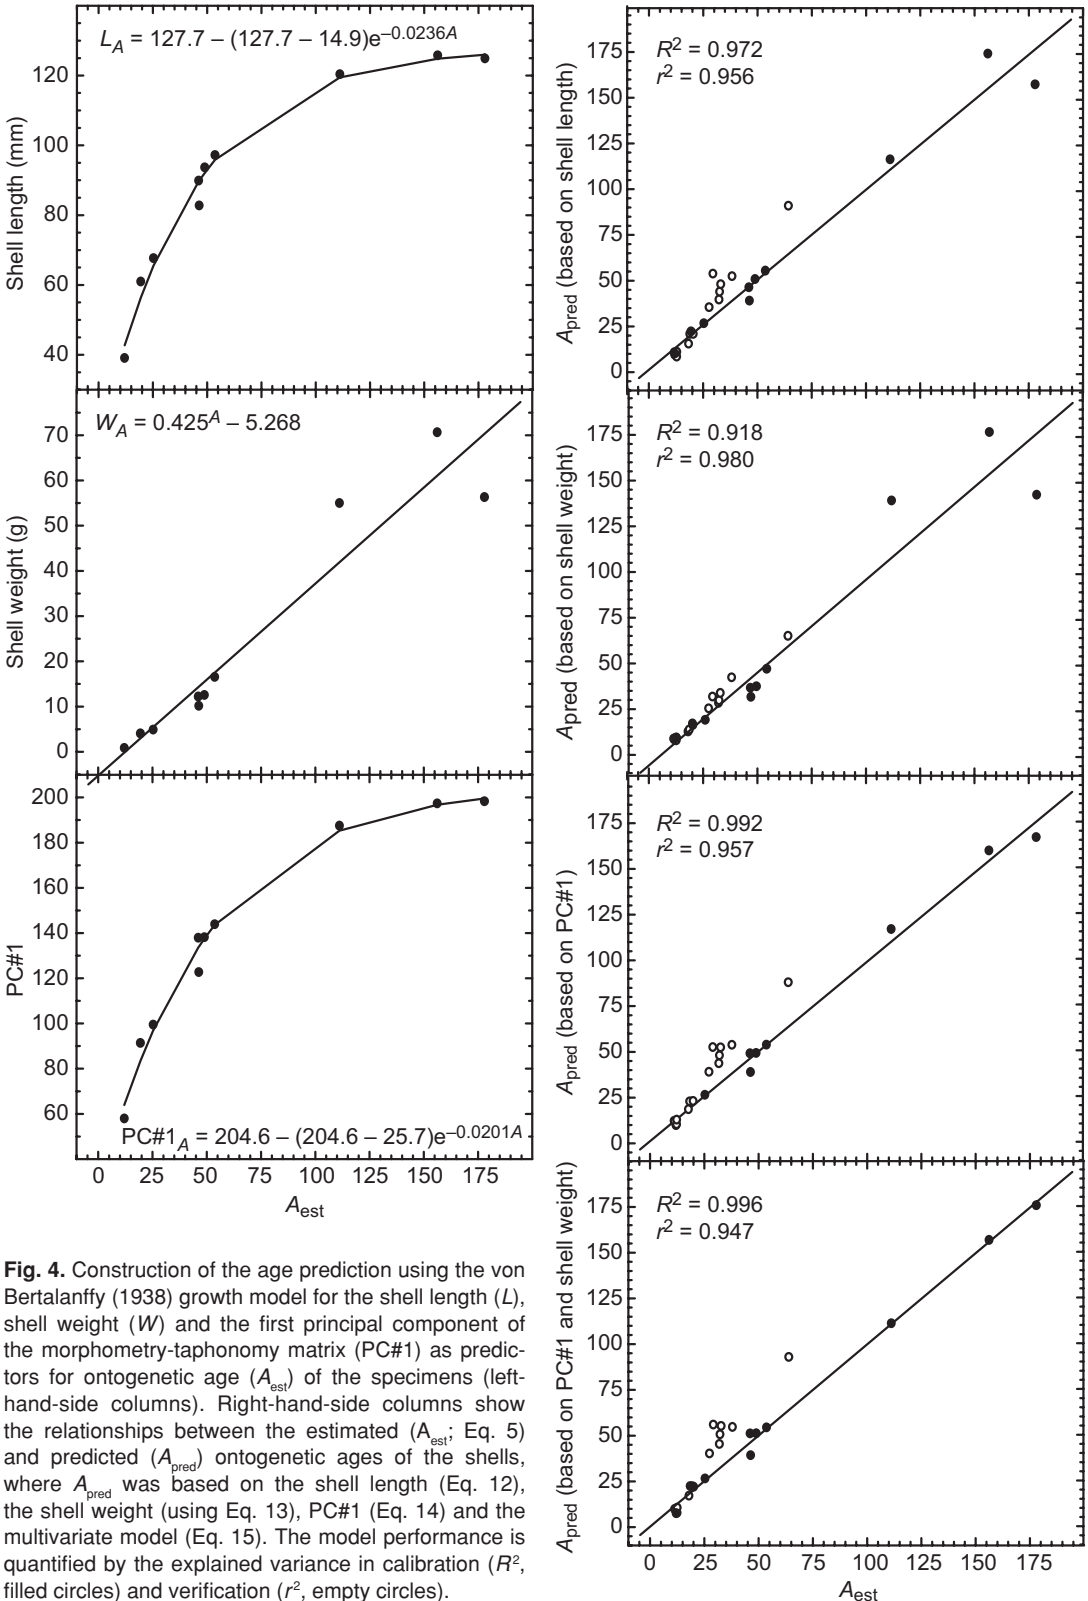 L_A = 127.7 – (127.7 – 14.9)e^–0.0236A
Shell length (mm)
120
100
80
60
40
W_A = 0.425^A – 5.268
Shell weight (g)
70
60
50
40
30
20
10
0
PC#1
200
180
160
140
120
100
80
60
PC#1_A = 204.6 – (204.6 – 25.7)e^–0.0201A
0 25 50 75 100 125 150 175
A_est
Fig. 4. Construction of the age prediction using the von
Bertalanffy (1938) growth model for the shell length (L),
shell weight (W) and the first principal component of
the morphometry-taphonomy matrix (PC#1) as predic-
tors for ontogenetic age (A_est) of the specimens (left-
hand-side columns). Right-hand-side columns show
the relationships between the estimated (A_est; Eq. 5)
and predicted (A_pred) ontogenetic ages of the shells,
where A_pred was based on the shell length (Eq. 12),
the shell weight (using Eq. 13), PC#1 (Eq. 14) and the
multivariate model (Eq. 15). The model performance is
quantified by the explained variance in calibration (R²,
filled circles) and verification (r², empty circles).
R² = 0.972
r² = 0.956
A_pred (based on shell length)
175
150
125
100
75
50
25
0
R² = 0.918
r² = 0.980
Apred (based on shell weight)
175
150
125
100
75
50
25
0
R² = 0.992
r² = 0.957
A_pred (based on PC#1)
175
150
125
100
75
50
25
0
R² = 0.996
r² = 0.947
A_pred (based on PC#1 and shell weight)
175
150
125
100
75
50
25
0
0 25 50 75 100 125 150 175
A_est